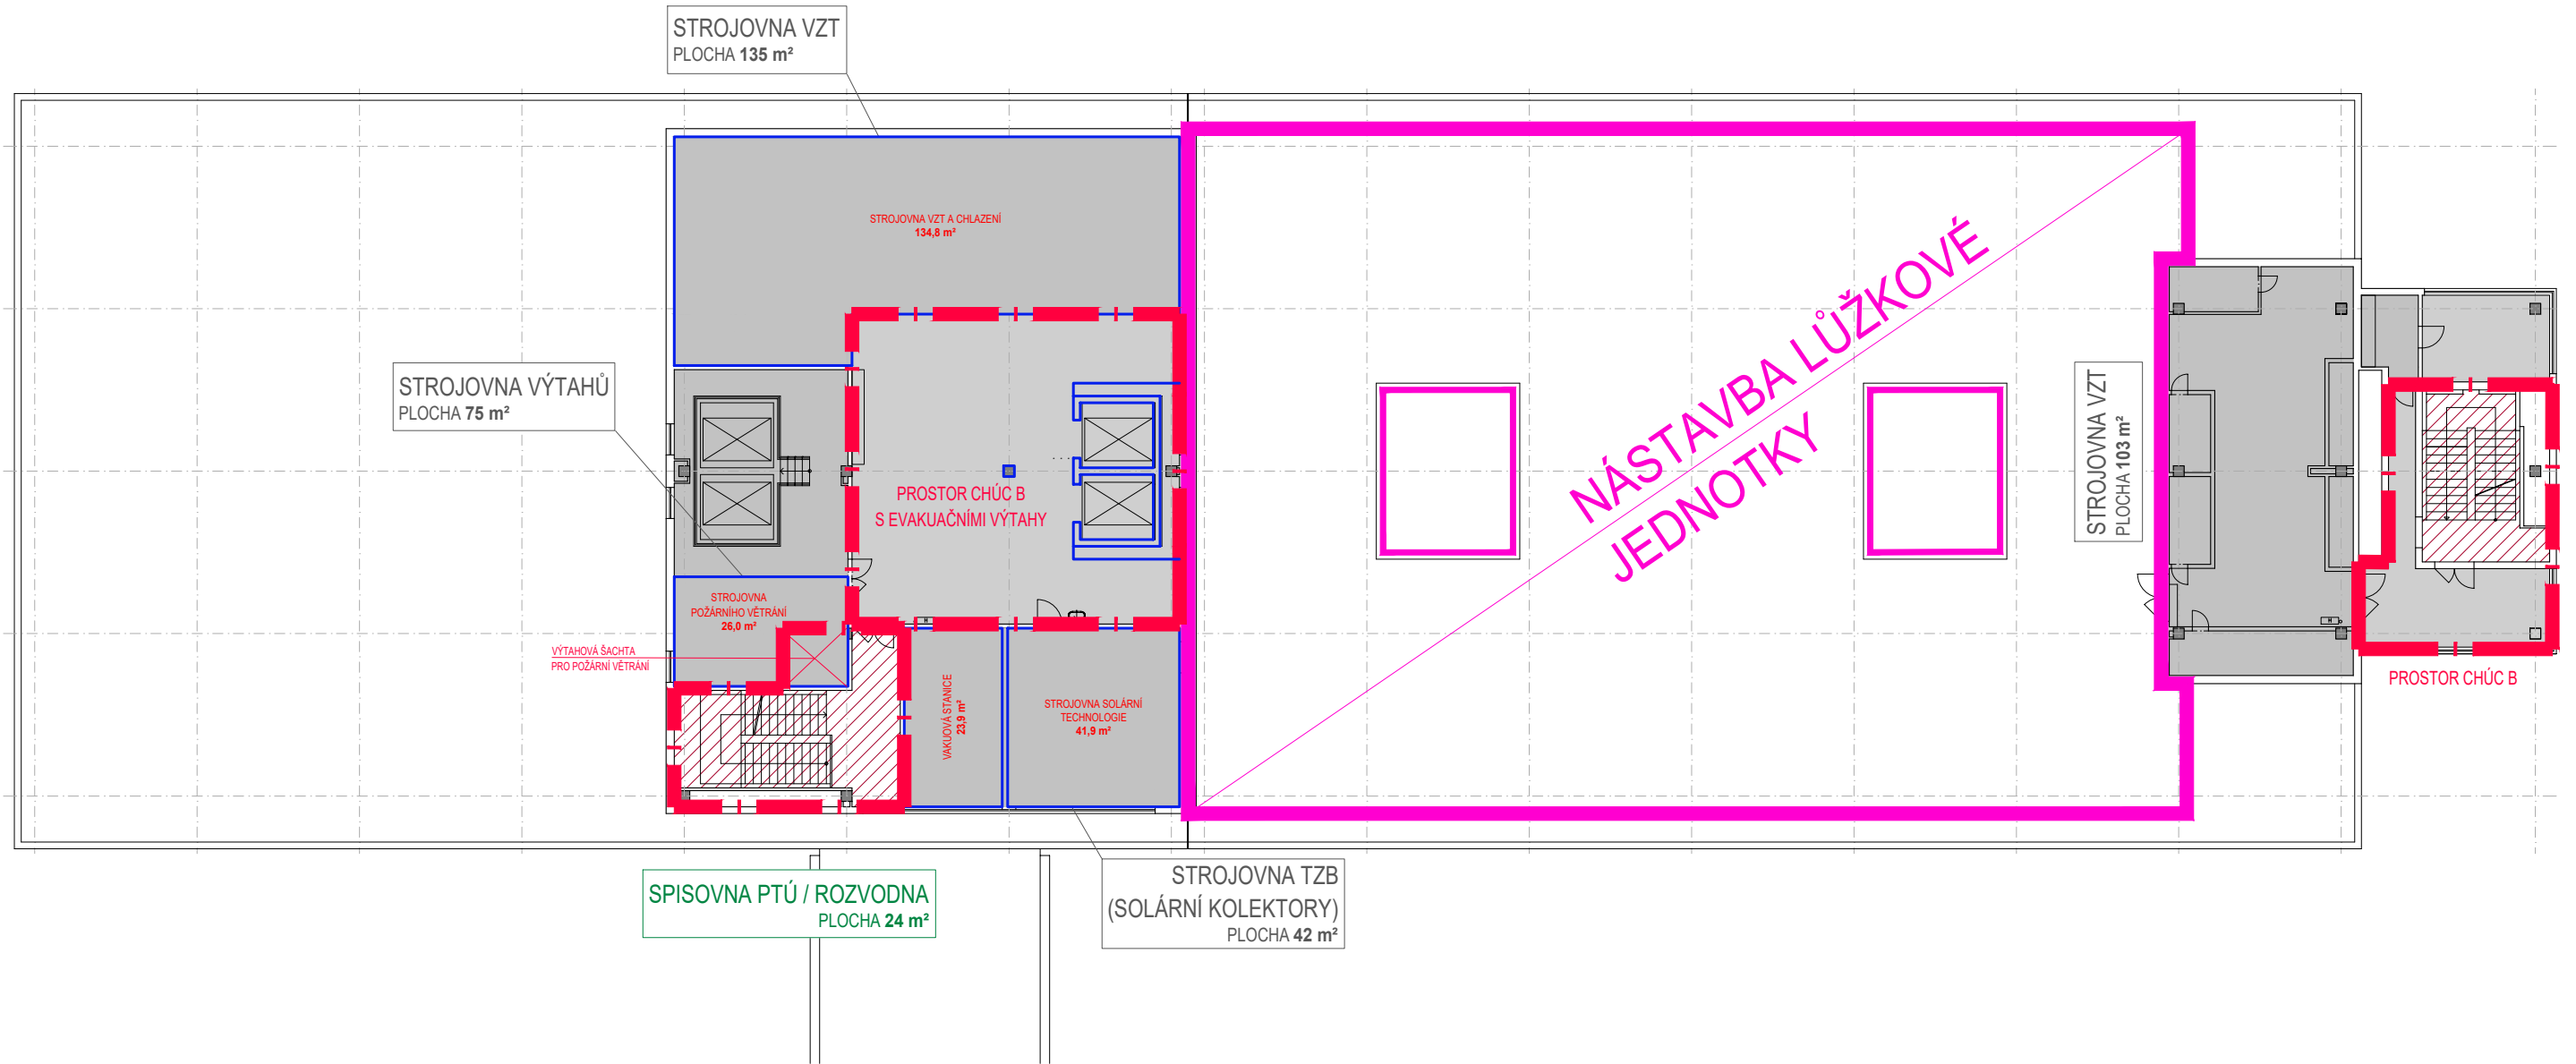 STROJOVNA VZT
PLOCHA 135 m²
STROJOVNA VZT A CHLAZENÍ
134,8 m²
STROJOVNA VÝTAHŮ
PLOCHA 75 m²
PROSTOR CHÚC B
S EVAKUAČNÍMI VÝTAHY
NÁSTAVBA LŮŽKOVÉ
JEDNOTKY
STROJOVNA VZT
PLOCHA 103 m²
STROJOVNA
POŽÁRNÍHO VĚTRÁNÍ
26,0 m²
VÝTAHOVÁ ŠACHTA
PRO POŽÁRNÍ VĚTRÁNÍ
VAKUOVÁ STANICE
23,9 m²
STROJOVNA SOLÁRNÍ
TECHNOLOGIE
41,9 m²
PROSTOR CHÚC B
SPISOVNA PTÚ / ROZVODNA
PLOCHA 24 m²
STROJOVNA TZB
(SOLÁRNÍ KOLEKTORY)
PLOCHA 42 m²